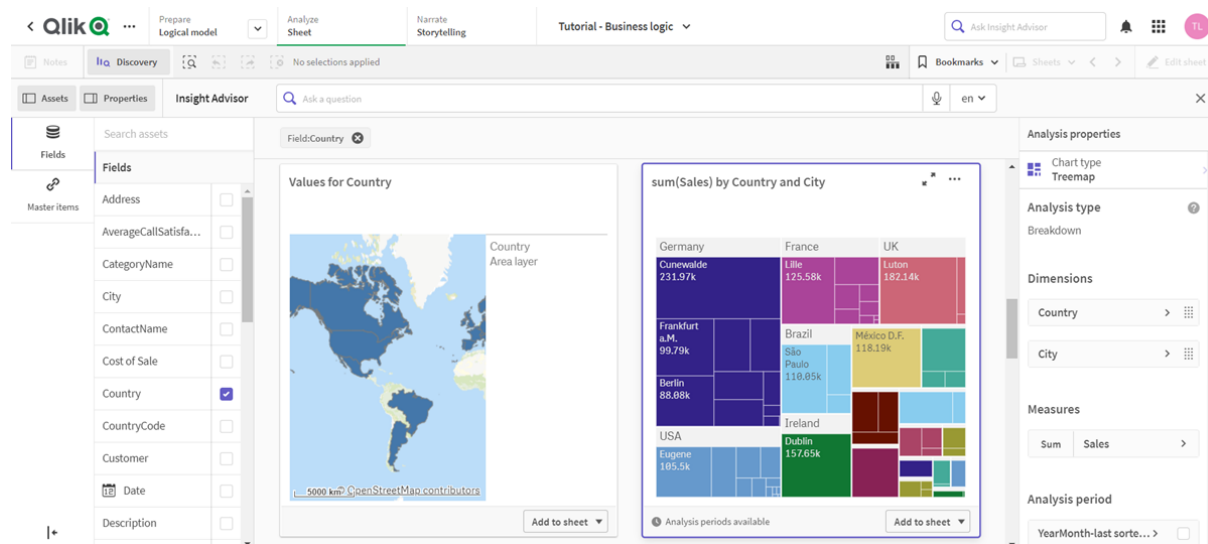 Qlik
Prepare
Logical model
Analyze
Sheet
Narrate
Storytelling
Tutorial - Business logic
Ask Insight Advisor
TL
Notes
Discovery
No selections applied
Bookmarks
Sheets
Edit sheet
Assets
Properties
Insight Advisor
Ask a question
en
Fields
Master items
Search assets
Fields
Address
AverageCallSatisfa...
CategoryName
City
ContactName
Cost of Sale
Country
CountryCode
Customer
Date
Description
Field:Country
Values for Country
Country
Area layer
5000 km
© OpenStreetMap contributors
Add to sheet
sum(Sales) by Country and City
Germany
Cunewalde
231.97k
Frankfurt
a.M.
99.79k
Berlin
88.08k
USA
Eugene
105.5k
France
Lille
125.58k
UK
Luton
182.14k
Brazil
São
Paulo
110.05k
México D.F.
118.19k
Ireland
Dublin
157.65k
Analysis periods available
Add to sheet
Analysis properties
Chart type
Treemap
Analysis type
Breakdown
Dimensions
Country
City
Measures
Sum
Sales
Analysis period
YearMonth-last sorte...